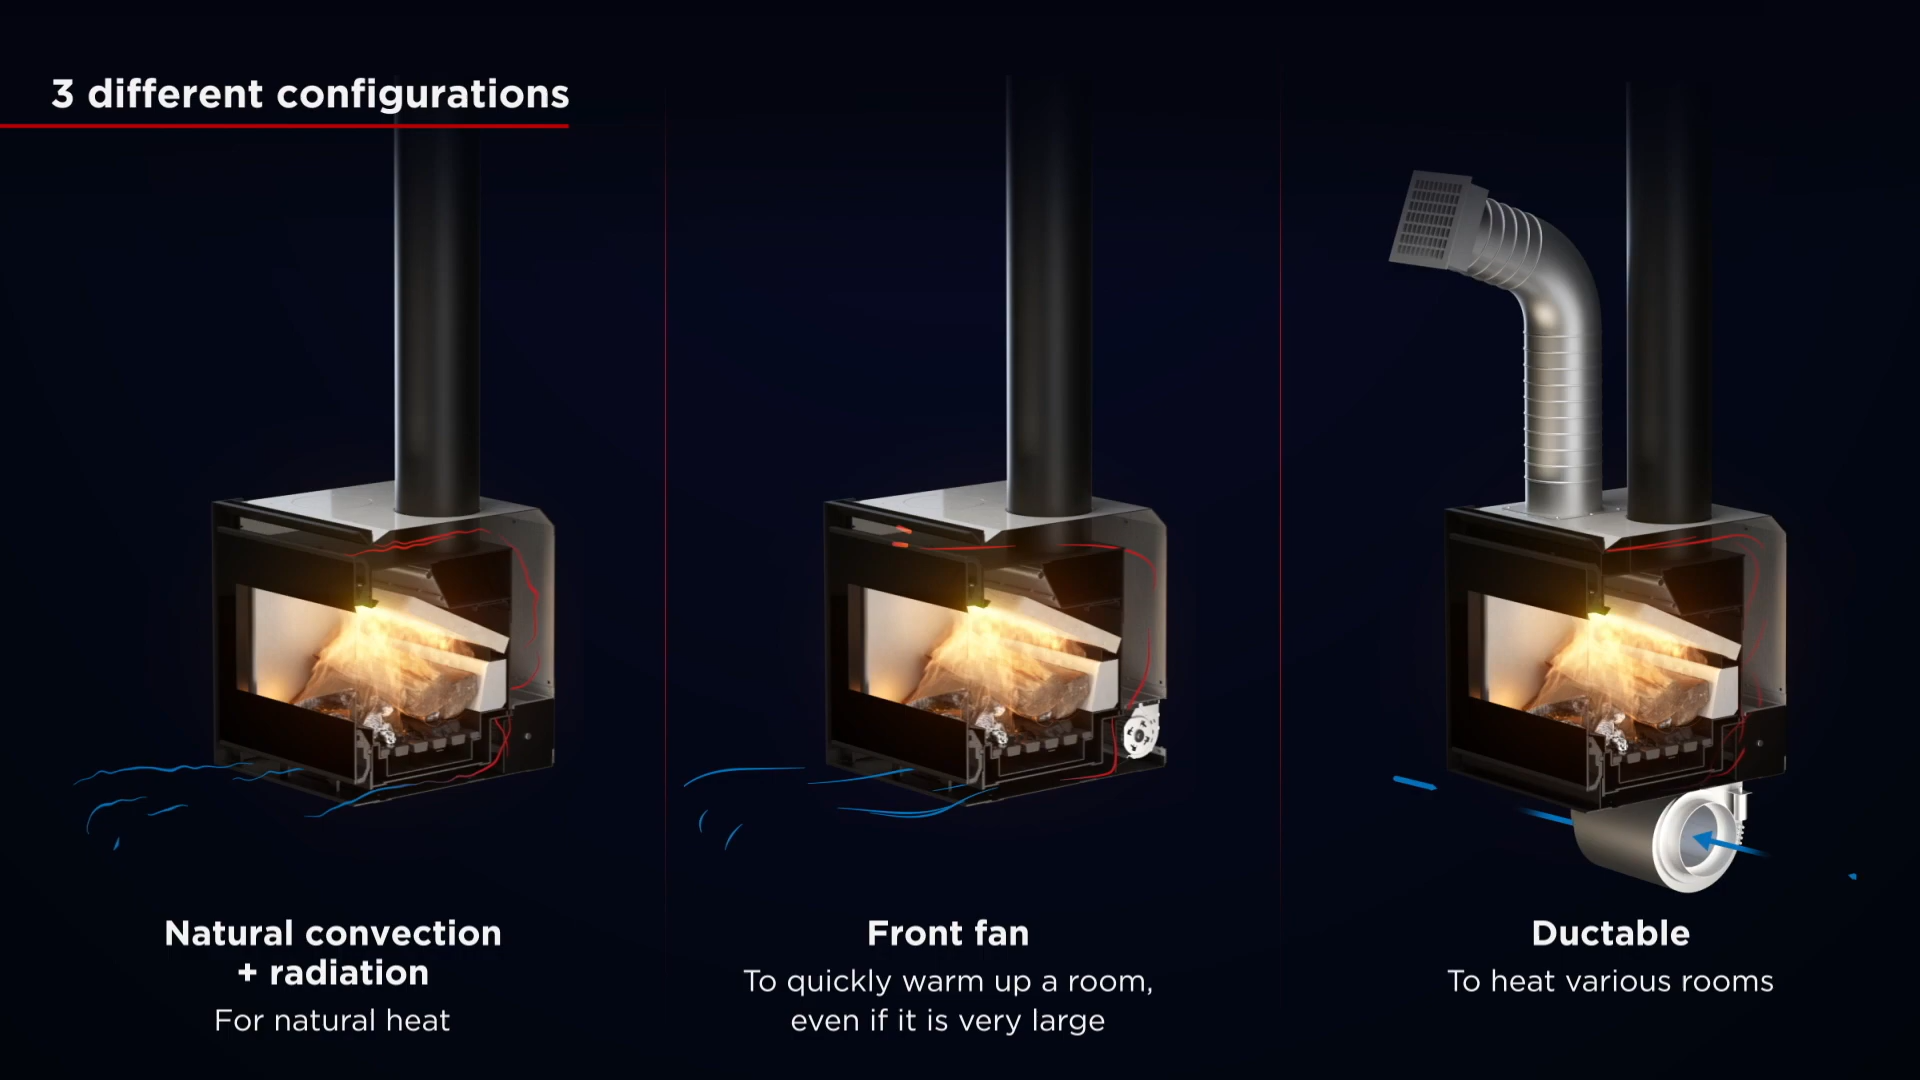 3 different configurations
Natural convection
+ radiation
For natural heat
Front fan
To quickly warm up a room,
even if it is very large
Ductable
To heat various rooms